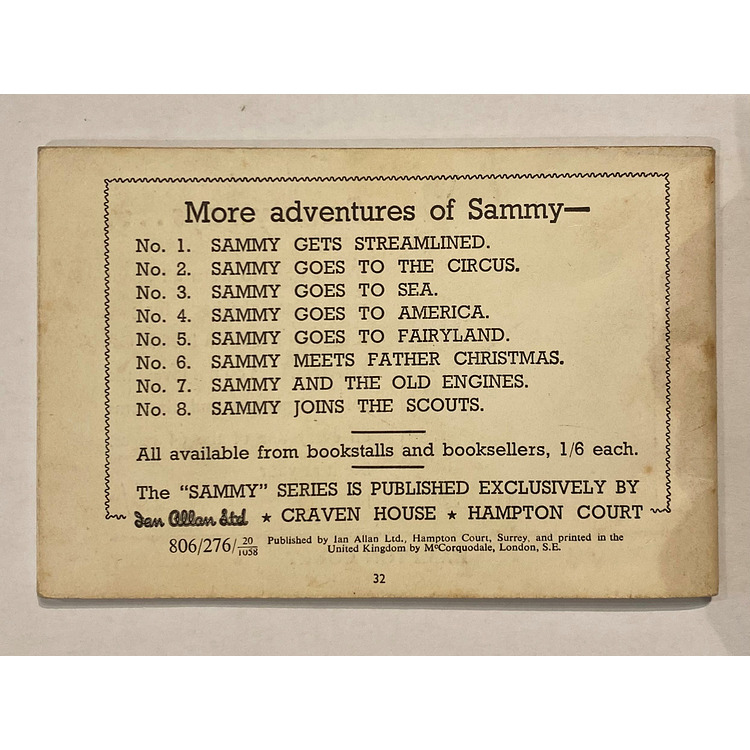 More adventures of Sammy—
No. 1. SAMMY GETS STREAMLINED.
No. 2. SAMMY GOES TO THE CIRCUS.
No. 3. SAMMY GOES TO SEA.
No. 4. SAMMY GOES TO AMERICA.
No. 5. SAMMY GOES TO FAIRYLAND.
No. 6. SAMMY MEETS FATHER CHRISTMAS.
No. 7. SAMMY AND THE OLD ENGINES.
No. 8. SAMMY JOINS THE SCOUTS.
All available from bookstalls and booksellers, 1/6 each.
The "SAMMY" SERIES IS PUBLISHED EXCLUSIVELY BY
Ian Allan Ltd ★ CRAVEN HOUSE ★ HAMPTON COURT
806/276/20/1058 Published by Ian Allan Ltd., Hampton Court, Surrey, and printed in the
United Kingdom by McCorquodale, London, S.E.
32